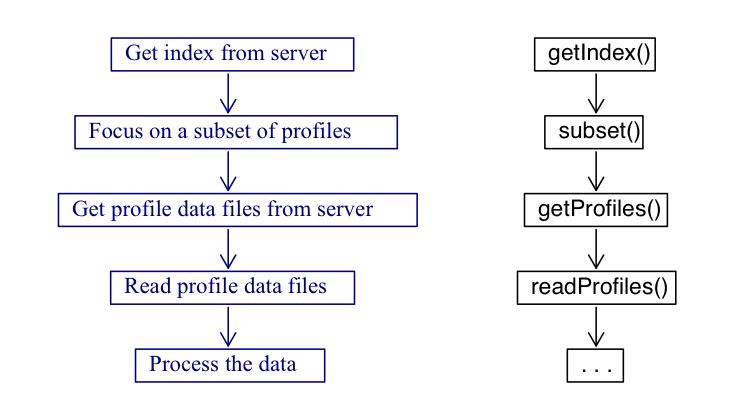 Get index from server
getIndex()
Focus on a subset of profiles
subset()
Get profile data files from server
getProfiles()
Read profile data files
readProfiles()
Process the data
. . .